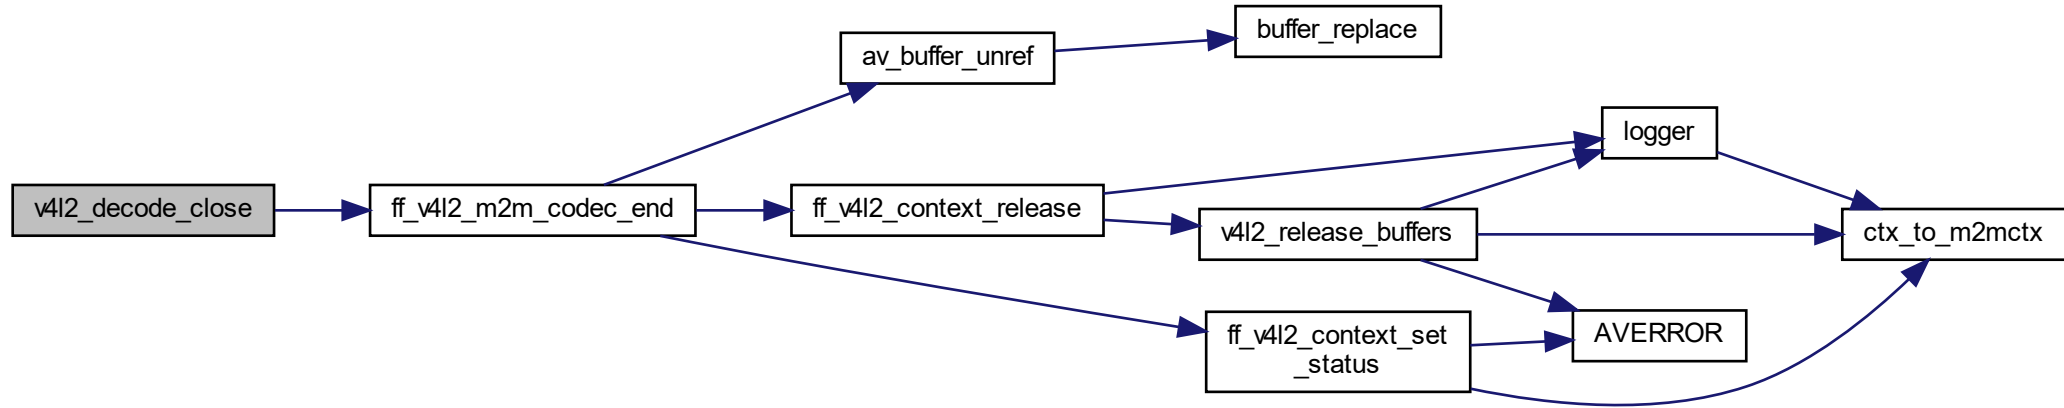 v4l2_decode_close
ff_v4l2_m2m_codec_end
av_buffer_unref
buffer_replace
ff_v4l2_context_release
logger
v4l2_release_buffers
ctx_to_m2mctx
ff_v4l2_context_set
_status
AVERROR